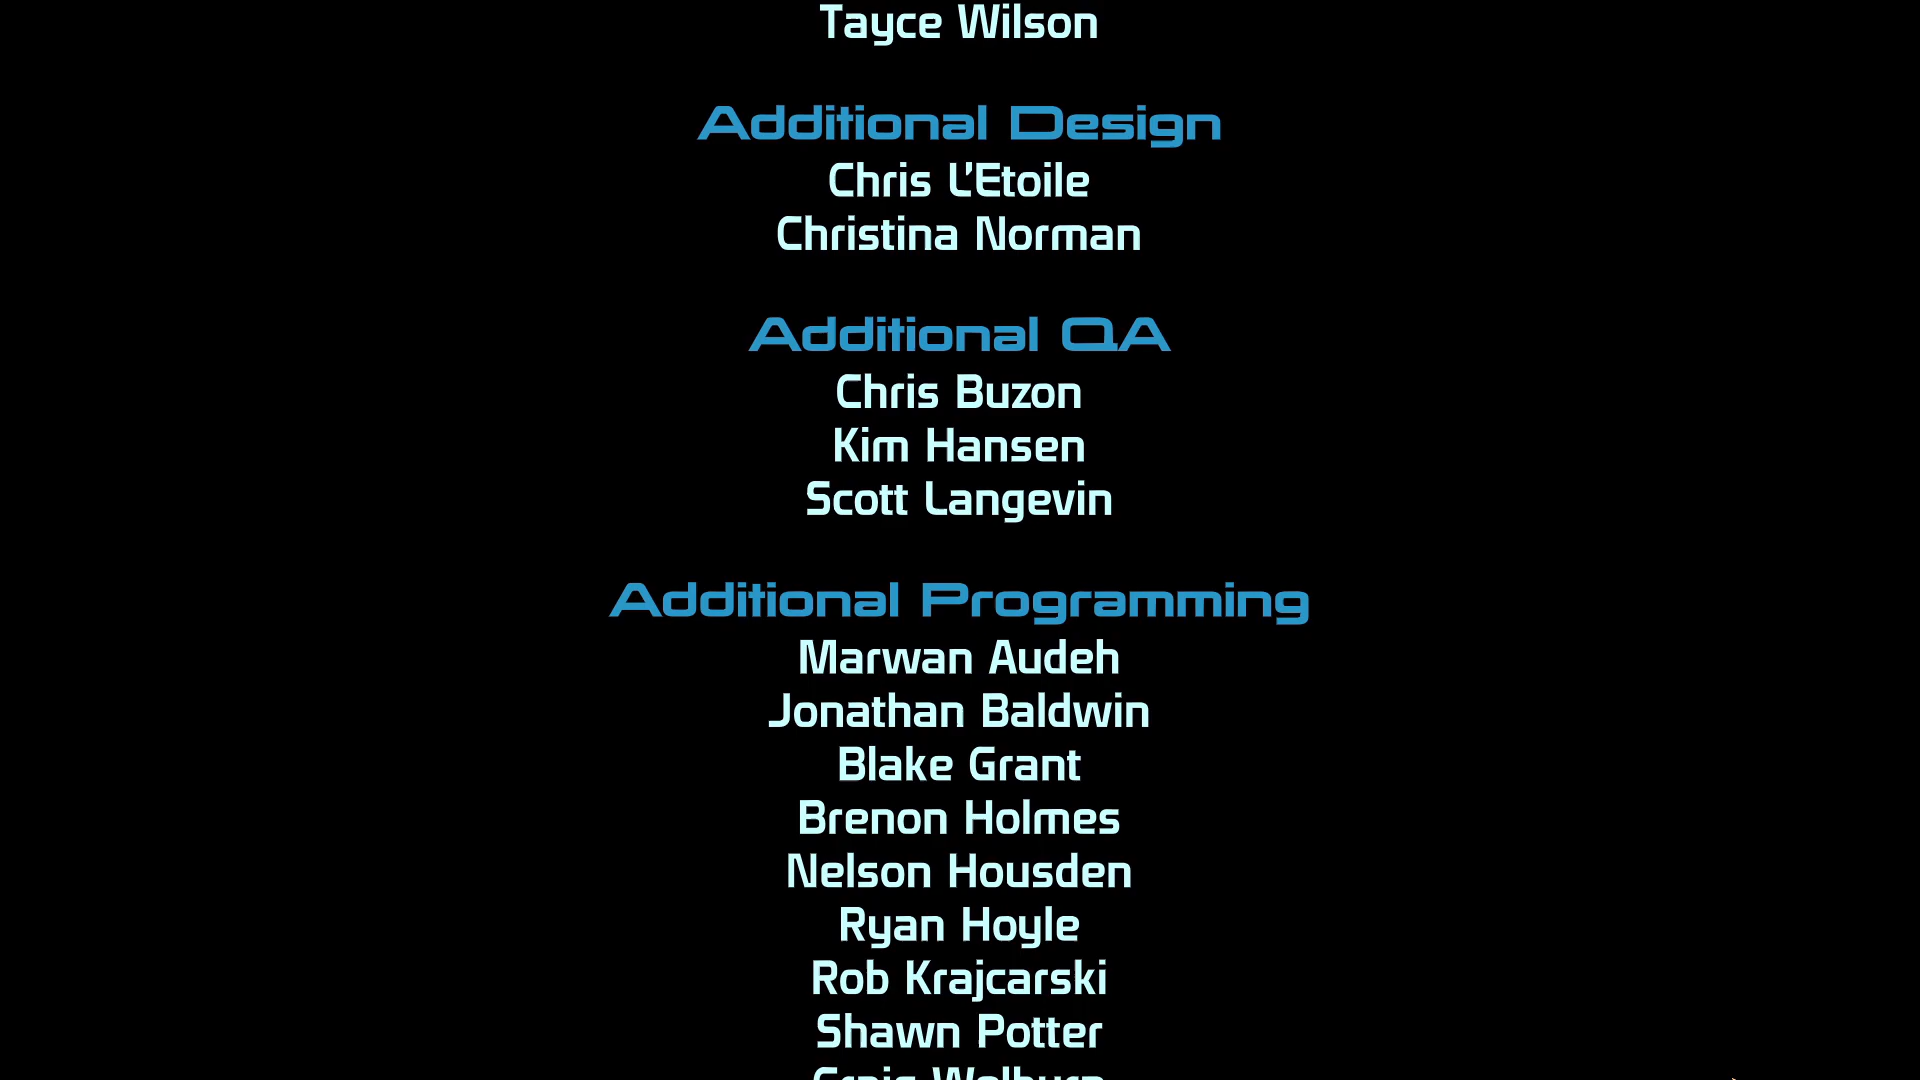 Tayce Wilson
Additional Design
Chris L'Etoile
Christina Norman
Additional QA
Chris Buzon
Kim Hansen
Scott Langevin
Additional Programming
Marwan Audeh
Jonathan Baldwin
Blake Grant
Brenon Holmes
Nelson Housden
Ryan Hoyle
Rob Krajcarski
Shawn Potter